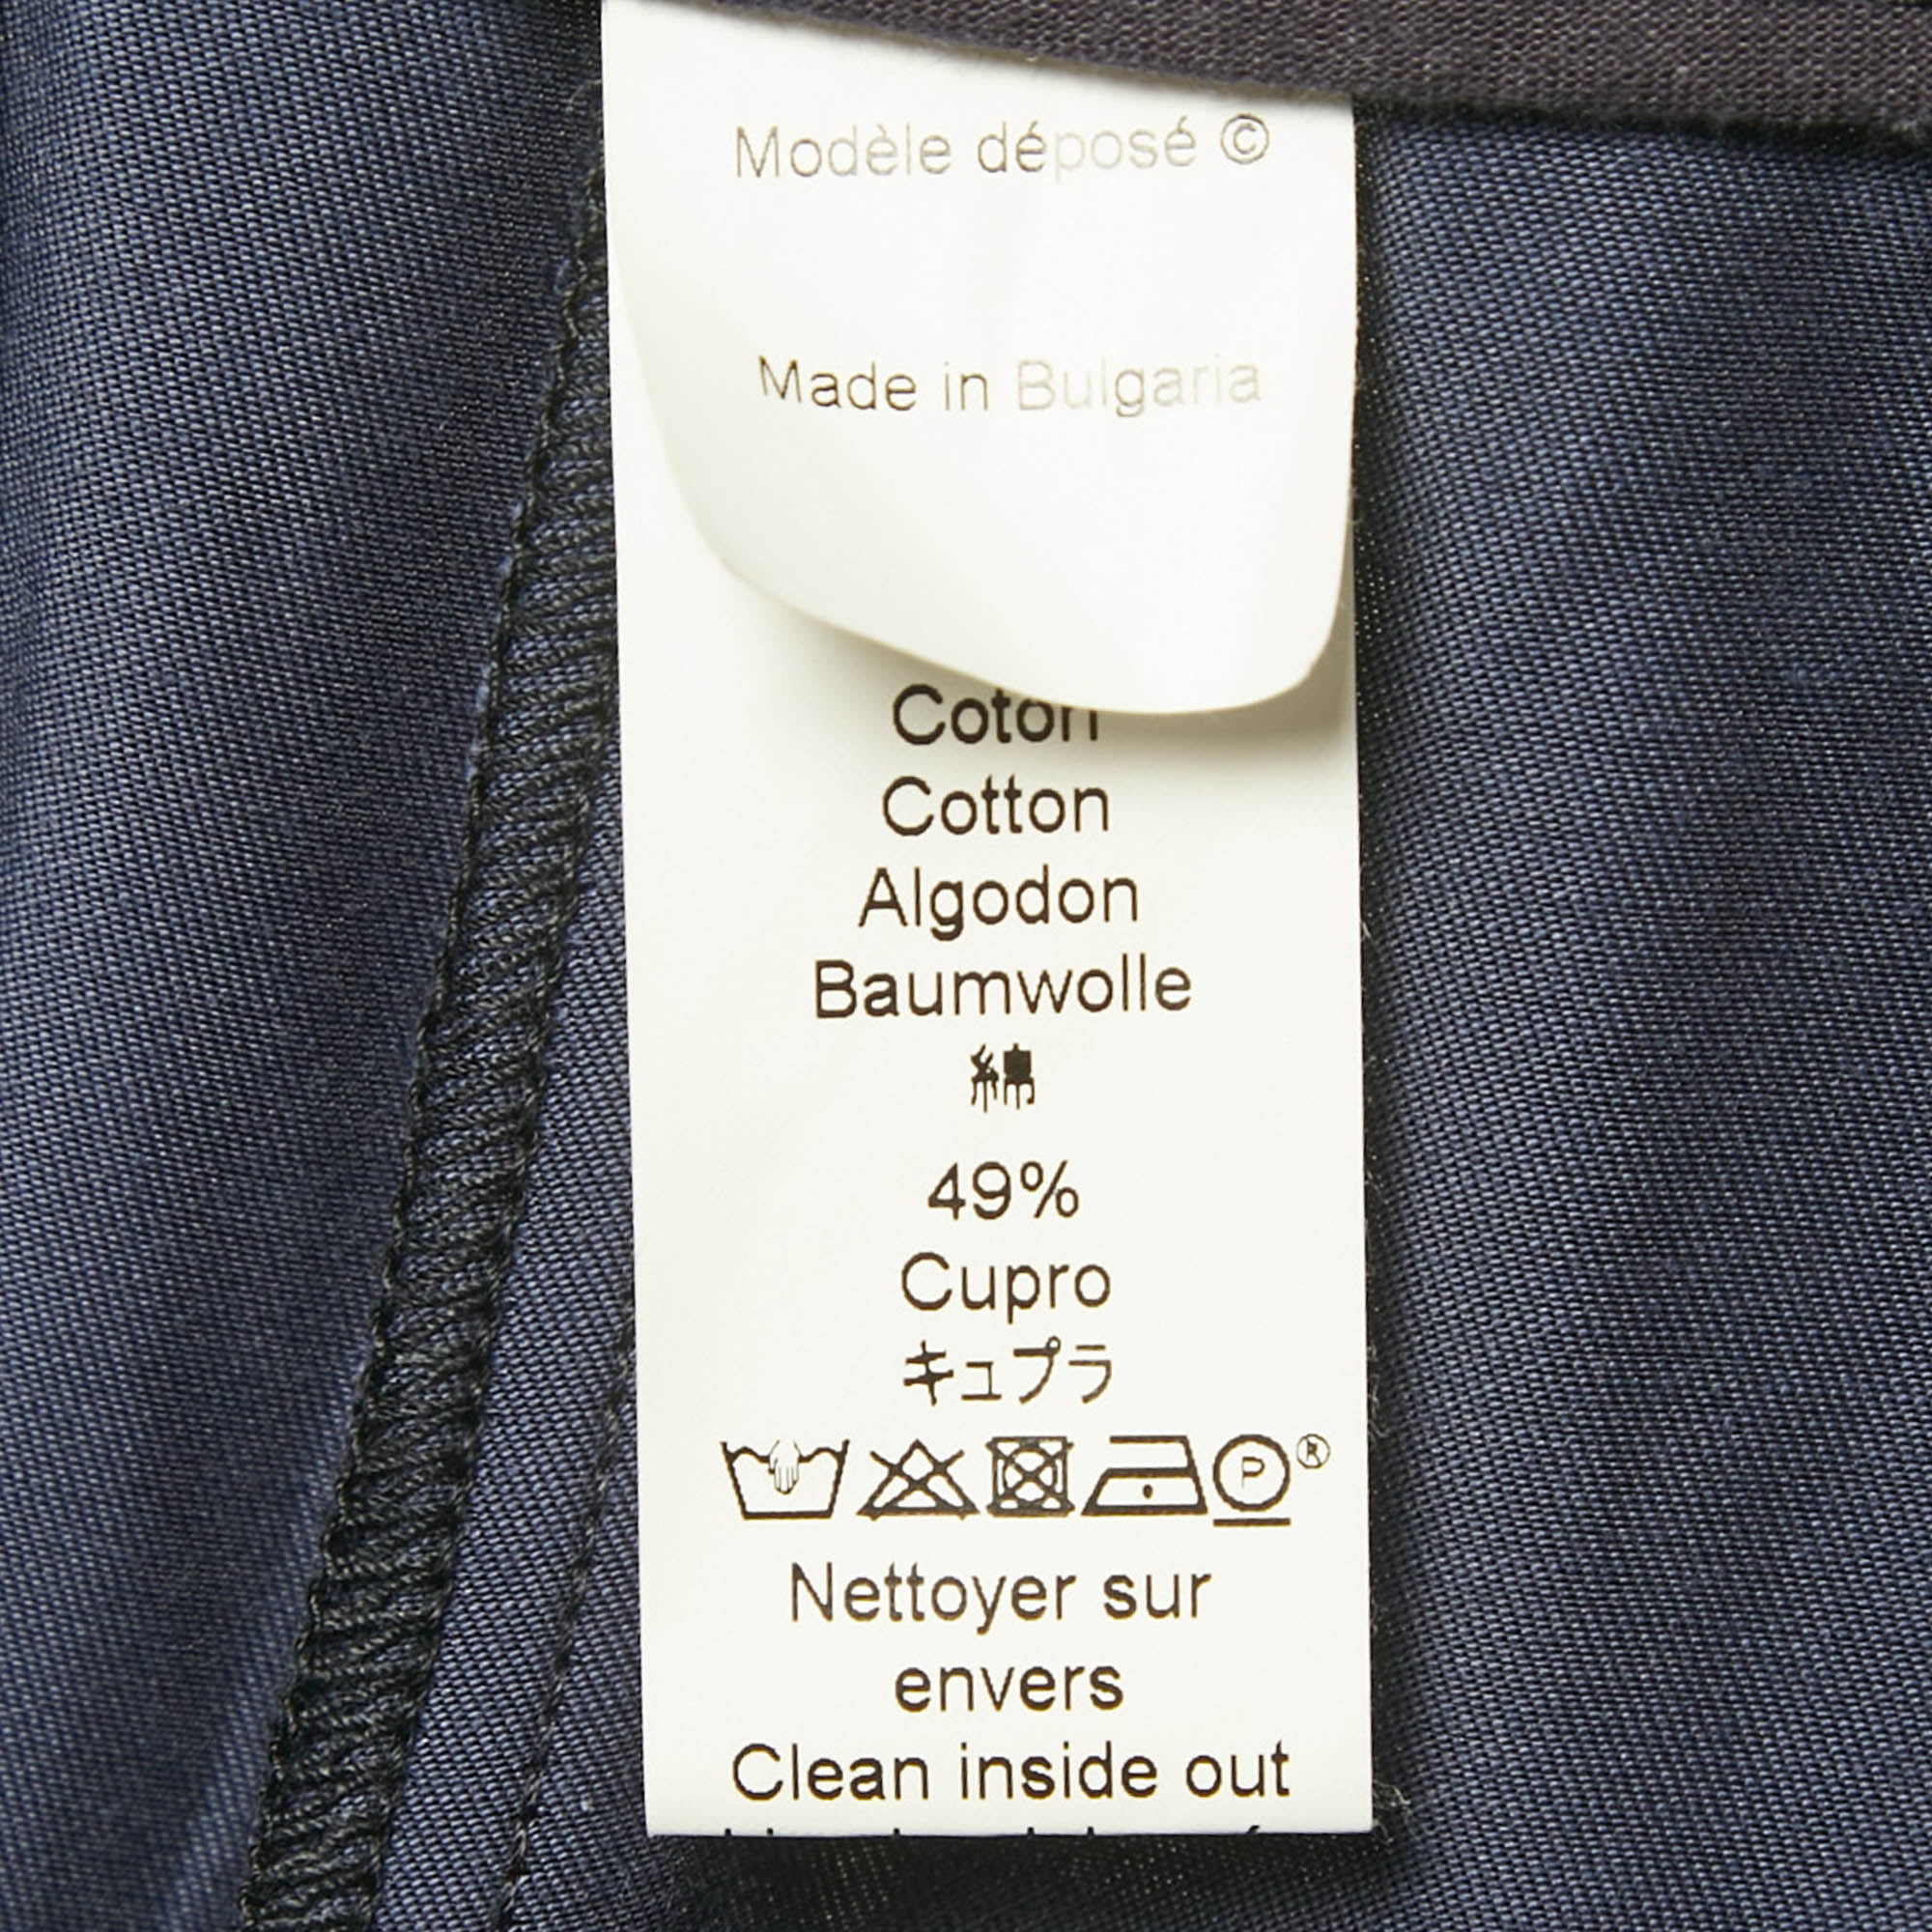 Modèle déposé ©
Made in Bulgaria
Coton
Cotton
Algodon
Baumwolle
綿
49%
Cupro
キュプラ
P ®
Nettoyer sur
envers
Clean inside out